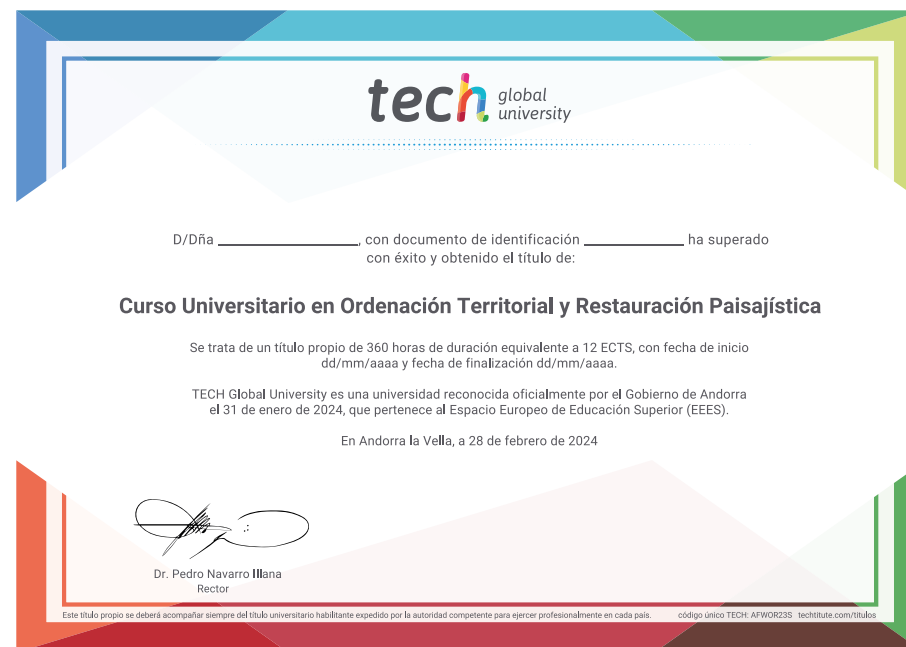 tech global university
D/Dña ________________, con documento de identificación ____________ ha superado
con éxito y obtenido el título de:
Curso Universitario en Ordenación Territorial y Restauración Paisajística
Se trata de un título propio de 360 horas de duración equivalente a 12 ECTS, con fecha de inicio
dd/mm/aaaa y fecha de finalización dd/mm/aaaa.
TECH Global University es una universidad reconocida oficialmente por el Gobierno de Andorra
el 31 de enero de 2024, que pertenece al Espacio Europeo de Educación Superior (EEES).
En Andorra la Vella, a 28 de febrero de 2024
Dr. Pedro Navarro Illana
Rector
Este título propio se deberá acompañar siempre del título universitario habilitante expedido por la autoridad competente para ejercer profesionalmente en cada país. código único TECH: AFWOR23S techtitute.com/titulos